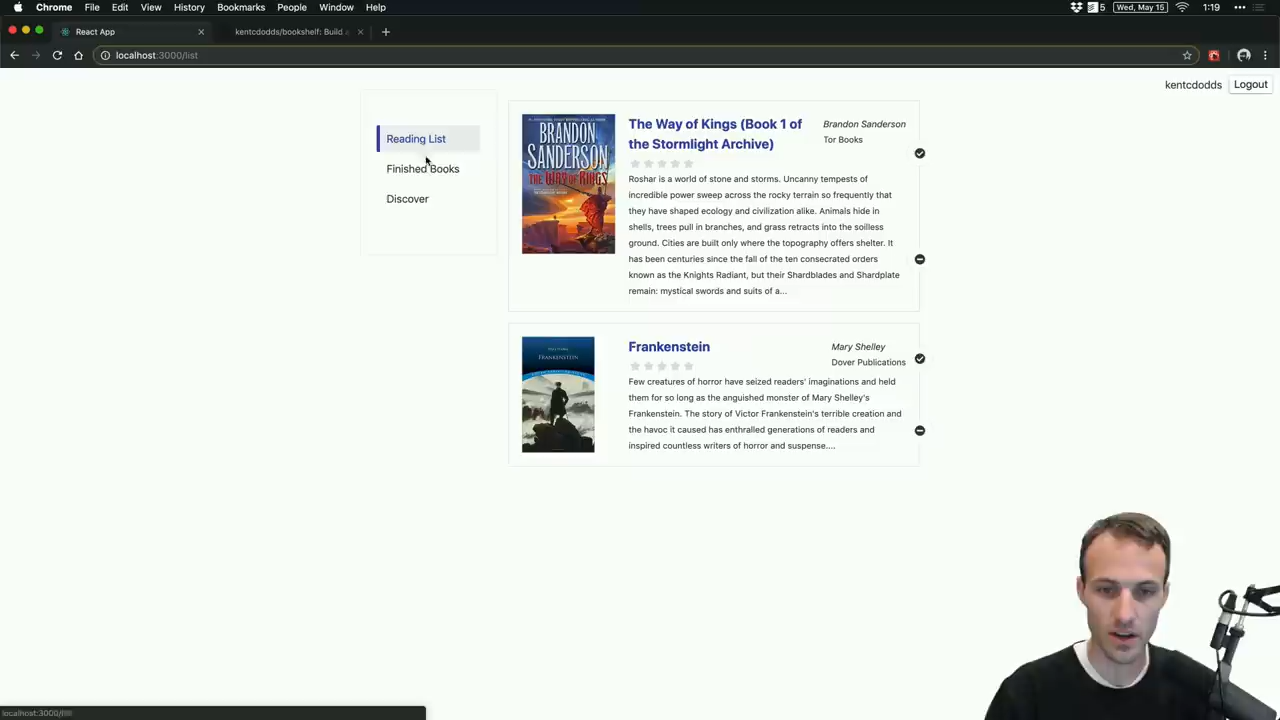 Chrome File Edit View History Bookmarks People Window Help
5 Wed, May 15 1:19
React App
kentcdodds/bookshelf: Build
localhost:3000/list
kentcdodds Logout
Reading List
Finished Books
Discover
BRANDON
SANDERSON
THE WAY OF KINGS
The Way of Kings (Book 1 of
the Stormlight Archive)
Brandon Sanderson
Tor Books
Roshar is a world of stone and storms. Uncanny tempests of
incredible power sweep across the rocky terrain so frequently that
they have shaped ecology and civilization alike. Animals hide in
shells, trees pull in branches, and grass retracts into the soilless
ground. Cities are built only where the topography offers shelter. It
has been centuries since the fall of the ten consecrated orders
known as the Knights Radiant, but their Shardblades and Shardplate
remain: mystical swords and suits of a...
FRANKENSTEIN
Frankenstein
Mary Shelley
Dover Publications
Few creatures of horror have seized readers' imaginations and held
them for so long as the anguished monster of Mary Shelley's
Frankenstein. The story of Victor Frankenstein's terrible creation and
the havoc it caused has enthralled generations of readers and
inspired countless writers of horror and suspense....